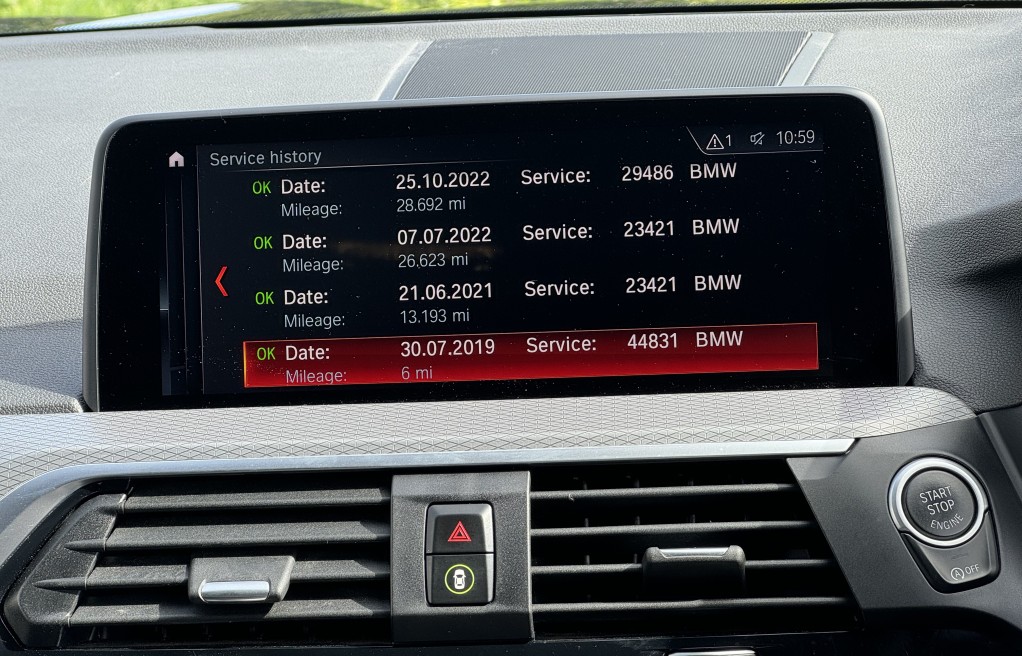 1 10:59
Service history
OK Date: 25.10.2022 Service: 29486 BMW
Mileage: 28.692 mi
OK Date: 07.07.2022 Service: 23421 BMW
Mileage: 26,623 mi
OK Date: 21.06.2021 Service: 23421 BMW
Mileage: 13.193 mi
OK Date: 30.07.2019 Service: 44831 BMW
Mileage: 6 mi
START
STOP
ENGINE
A OFF